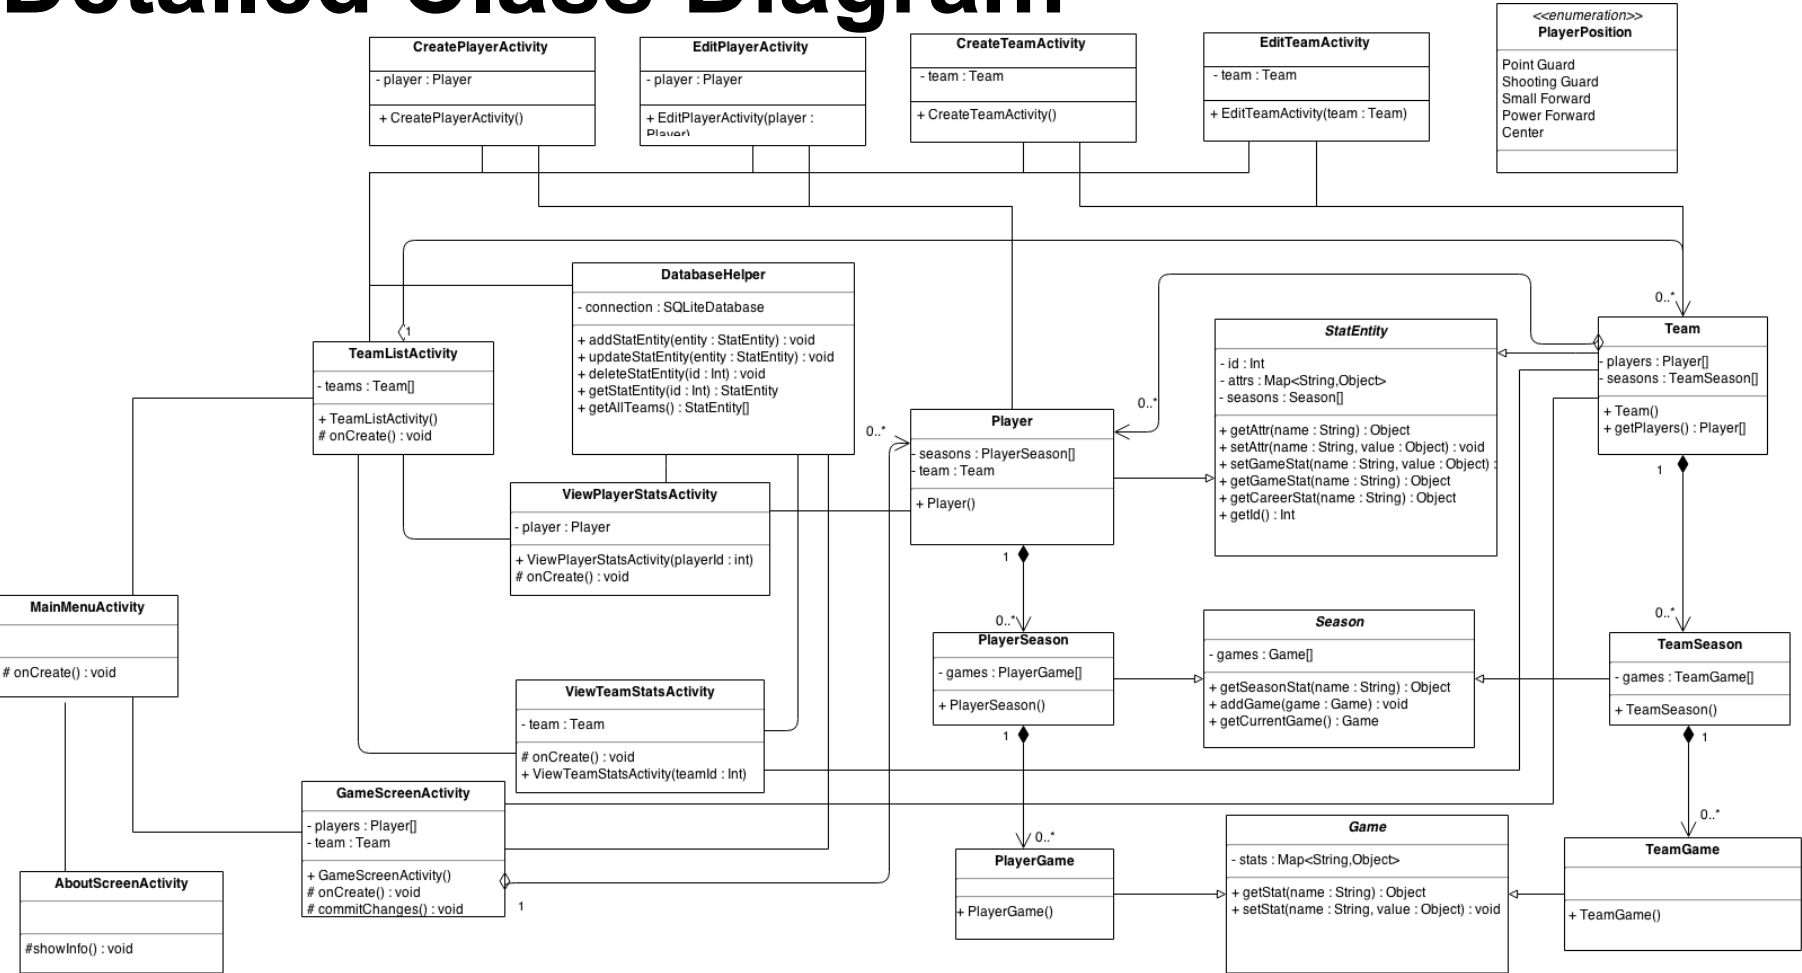 Detailed Class Diagram
CreatePlayerActivity
- player : Player
+ CreatePlayerActivity()
EditPlayerActivity
- player : Player
+ EditPlayerActivity(player :
Player)
CreateTeamActivity
- team : Team
+ CreateTeamActivity()
EditTeamActivity
- team : Team
+ EditTeamActivity(team : Team)
<<enumeration>>
PlayerPosition
Point Guard
Shooting Guard
Small Forward
Power Forward
Center
DatabaseHelper
- connection : SQLiteDatabase
+ addStatEntity(entity : StatEntity) : void
+ updateStatEntity(entity : StatEntity) : void
+ deleteStatEntity(id : Int) : void
+ getStatEntity(id : Int) : StatEntity
+ getAllTeams() : StatEntity[]
1
TeamListActivity
- teams : Team[]
+ TeamListActivity()
# onCreate() : void
0..*
Team
- players : Player[]
- seasons : TeamSeason[]
+ Team()
+ getPlayers() : Player[]
1
StatEntity
- id : Int
- attrs : Map<String,Object>
- seasons : Season[]
+ getAttr(name : String) : Object
+ setAttr(name : String, value : Object) : void
+ setGameStat(name : String, value : Object) :
+ getGameStat(name : String) : Object
+ getCareerStat(name : String) : Object
+ getId() : Int
0..*
0..*
Player
- seasons : PlayerSeason[]
- team : Team
+ Player()
1
ViewPlayerStatsActivity
- player : Player
+ ViewPlayerStatsActivity(playerId : int)
# onCreate() : void
MainMenuActivity
# onCreate() : void
0..*
PlayerSeason
- games : PlayerGame[]
+ PlayerSeason()
1
Season
- games : Game[]
+ getSeasonStat(name : String) : Object
+ addGame(game : Game) : void
+ getCurrentGame() : Game
0..*
TeamSeason
- games : TeamGame[]
+ TeamSeason()
1
ViewTeamStatsActivity
- team : Team
# onCreate() : void
+ ViewTeamStatsActivity(teamId : Int)
GameScreenActivity
- players : Player[]
- team : Team
+ GameScreenActivity()
# onCreate() : void
# commitChanges() : void
1
AboutScreenActivity
#showInfo() : void
0..*
PlayerGame
+ PlayerGame()
Game
- stats : Map<String,Object>
+ getStat(name : String) : Object
+ setStat(name : String, value : Object) : void
0..*
TeamGame
+ TeamGame()